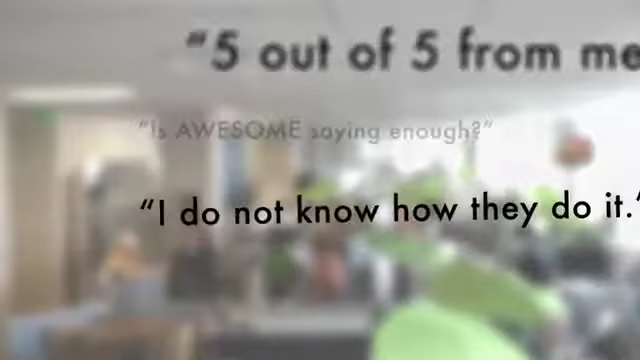 “5 out of 5 from me
“Is AWESOME saying enough?”
“I do not know how they do it.”